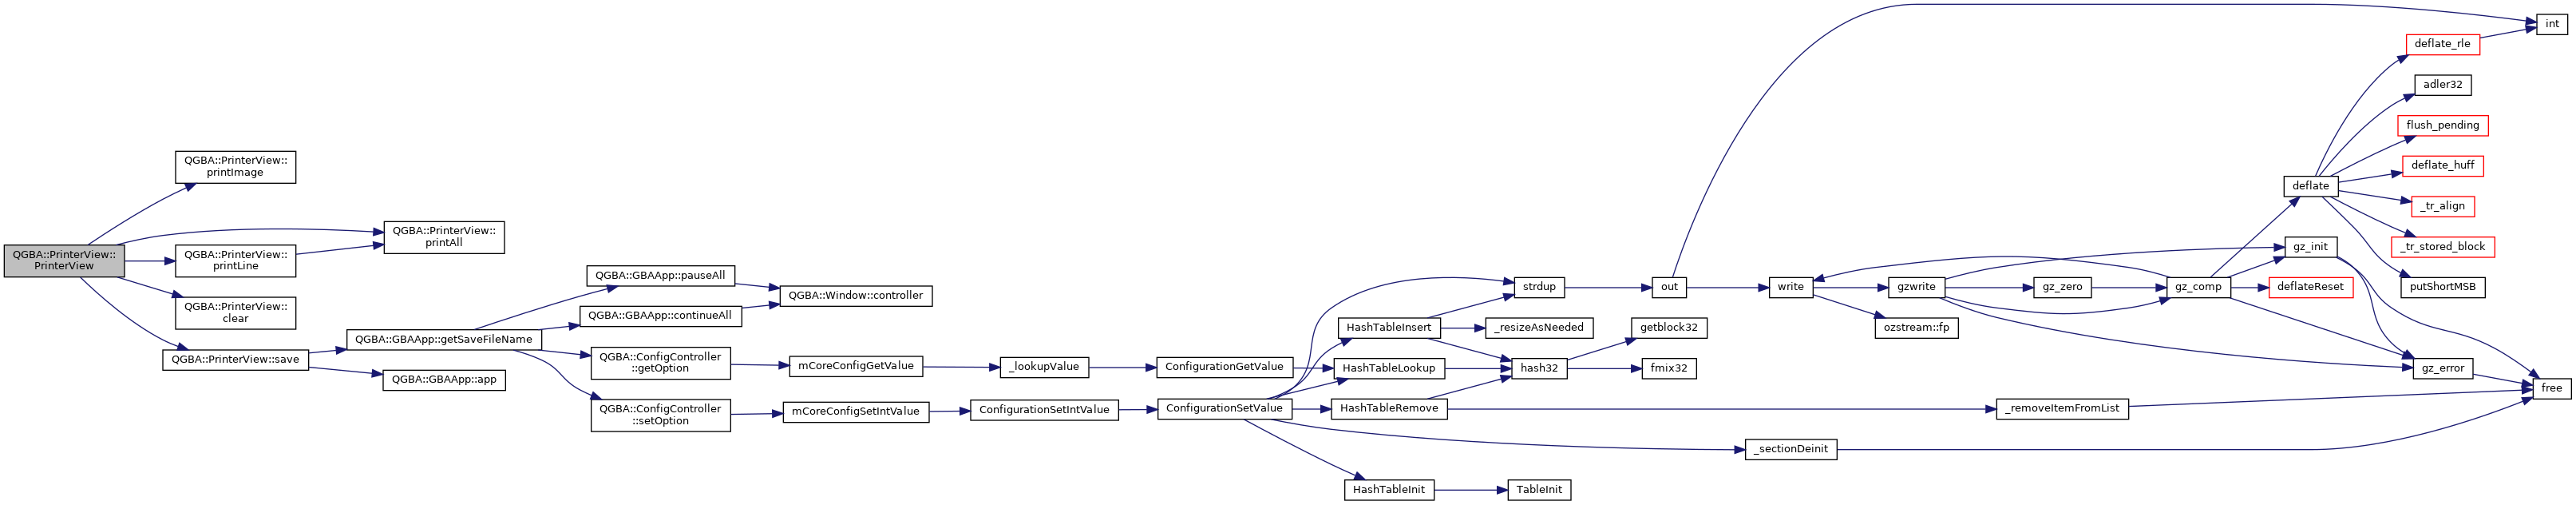 QGBA::PrinterView::
PrinterView
QGBA::PrinterView::
printImage
QGBA::PrinterView::
printAll
QGBA::PrinterView::
printLine
QGBA::PrinterView::
clear
QGBA::PrinterView::save
QGBA::GBAApp::getSaveFileName
QGBA::GBAApp::app
QGBA::GBAApp::pauseAll
QGBA::GBAApp::continueAll
QGBA::Window::controller
QGBA::ConfigController
::getOption
QGBA::ConfigController
::setOption
mCoreConfigGetValue
mCoreConfigSetIntValue
_lookupValue
ConfigurationSetIntValue
ConfigurationGetValue
ConfigurationSetValue
HashTableInsert
HashTableLookup
HashTableRemove
HashTableInit
strdup
_resizeAsNeeded
hash32
TableInit
out
getblock32
fmix32
_sectionDeinit
write
gzwrite
ozstream::fp
_removeItemFromList
gz_zero
gz_comp
deflate
gz_init
deflateReset
deflate_rle
adler32
flush_pending
deflate_huff
_tr_align
_tr_stored_block
putShortMSB
gz_error
int
free